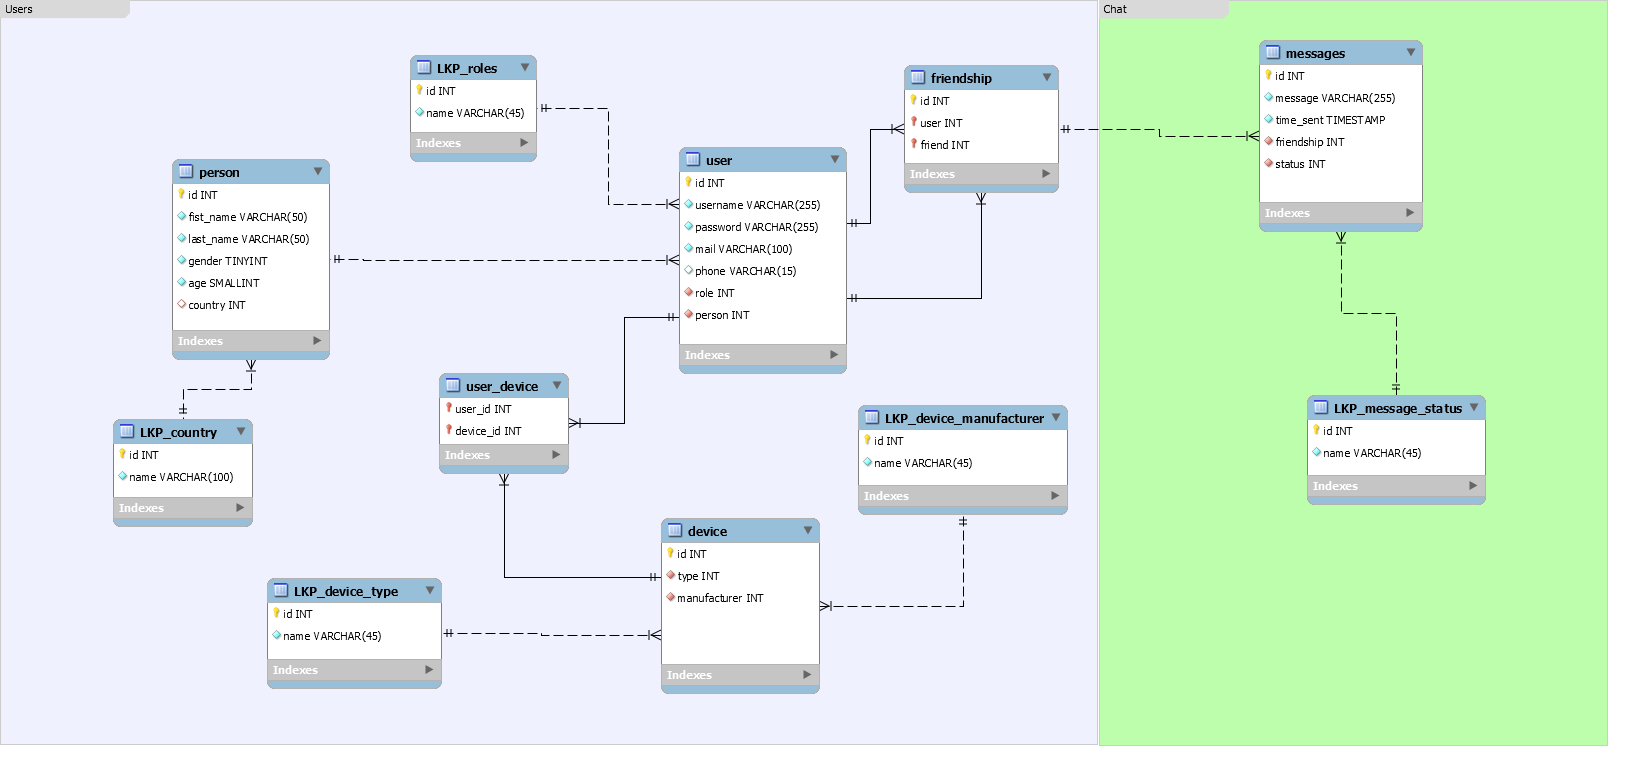 Users
LKP_roles
id INT
name VARCHAR(45)
Indexes
person
id INT
fist_name VARCHAR(50)
last_name VARCHAR(50)
gender TINYINT
age SMALLINT
country INT
Indexes
LKP_country
id INT
name VARCHAR(100)
Indexes
user
id INT
username VARCHAR(255)
password VARCHAR(255)
mail VARCHAR(100)
phone VARCHAR(15)
role INT
person INT
Indexes
friendship
id INT
user INT
friend INT
Indexes
user_device
user_id INT
device_id INT
Indexes
LKP_device_manufacturer
id INT
name VARCHAR(45)
Indexes
device
id INT
type INT
manufacturer INT
Indexes
LKP_device_type
id INT
name VARCHAR(45)
Indexes
Chat
messages
id INT
message VARCHAR(255)
time_sent TIMESTAMP
friendship INT
status INT
Indexes
LKP_message_status
id INT
name VARCHAR(45)
Indexes